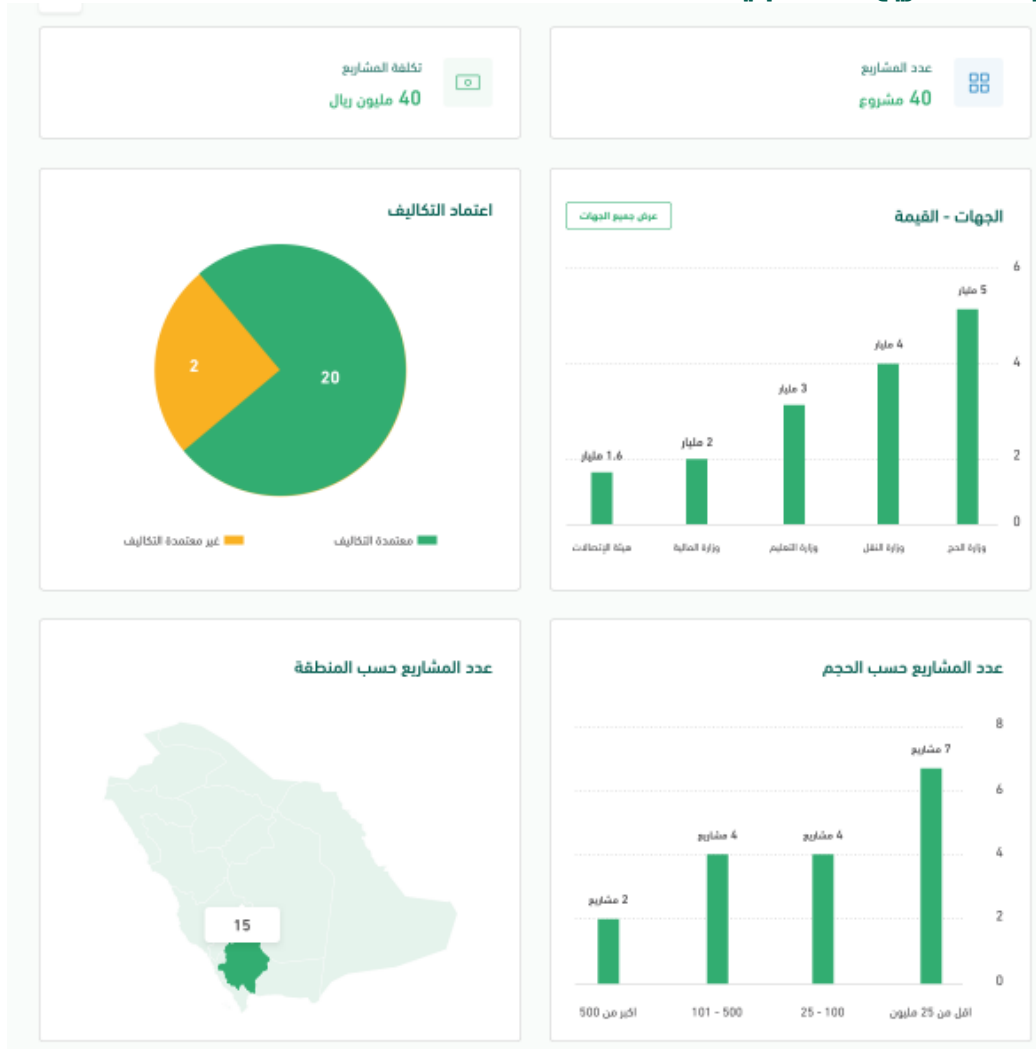 عدد المشاريع
40 مشروع
تكلفة المشاريع
40 مليون ريال
الجهات - القيمة
عرض جميع الجهات
6
4
2
0
5 مليار
4 مليار
3 مليار
2 مليار
1.6 مليار
وزارة الحج
وزارة النقل
وزارة التعليم
وزارة المالية
هيئة الإتصالات
اعتماد التكاليف
20
2
معتمدة التكاليف
غير معتمدة التكاليف
عدد المشاريع حسب الحجم
8
6
4
2
0
7 مشاريع
4 مشاريع
4 مشاريع
2 مشاريع
اقل من 25 مليون
25 - 100
101 - 500
اكبر من 500
عدد المشاريع حسب المنطقة
15